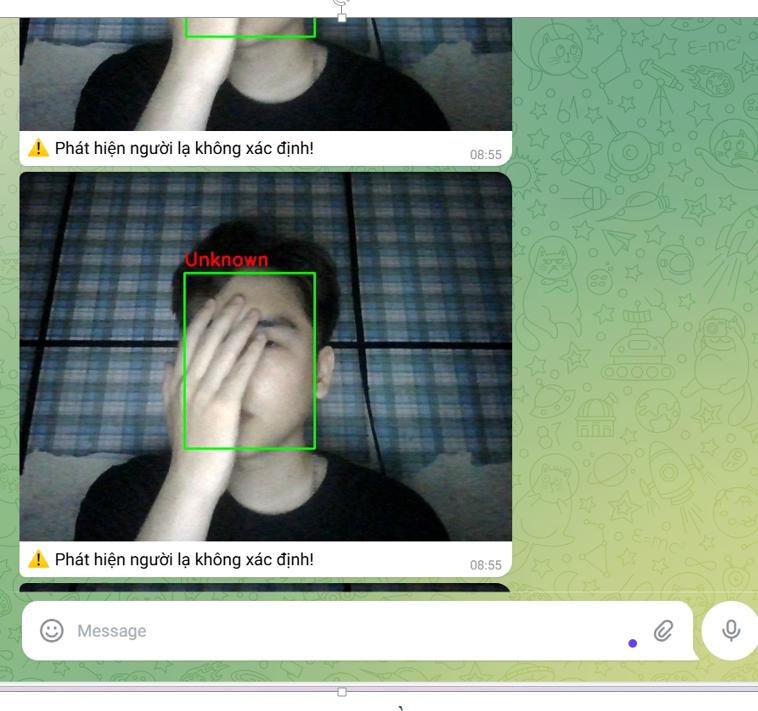 ⚠ Phát hiện người lạ không xác định!
08:55
Unknown
⚠ Phát hiện người lạ không xác định!
08:55
Message